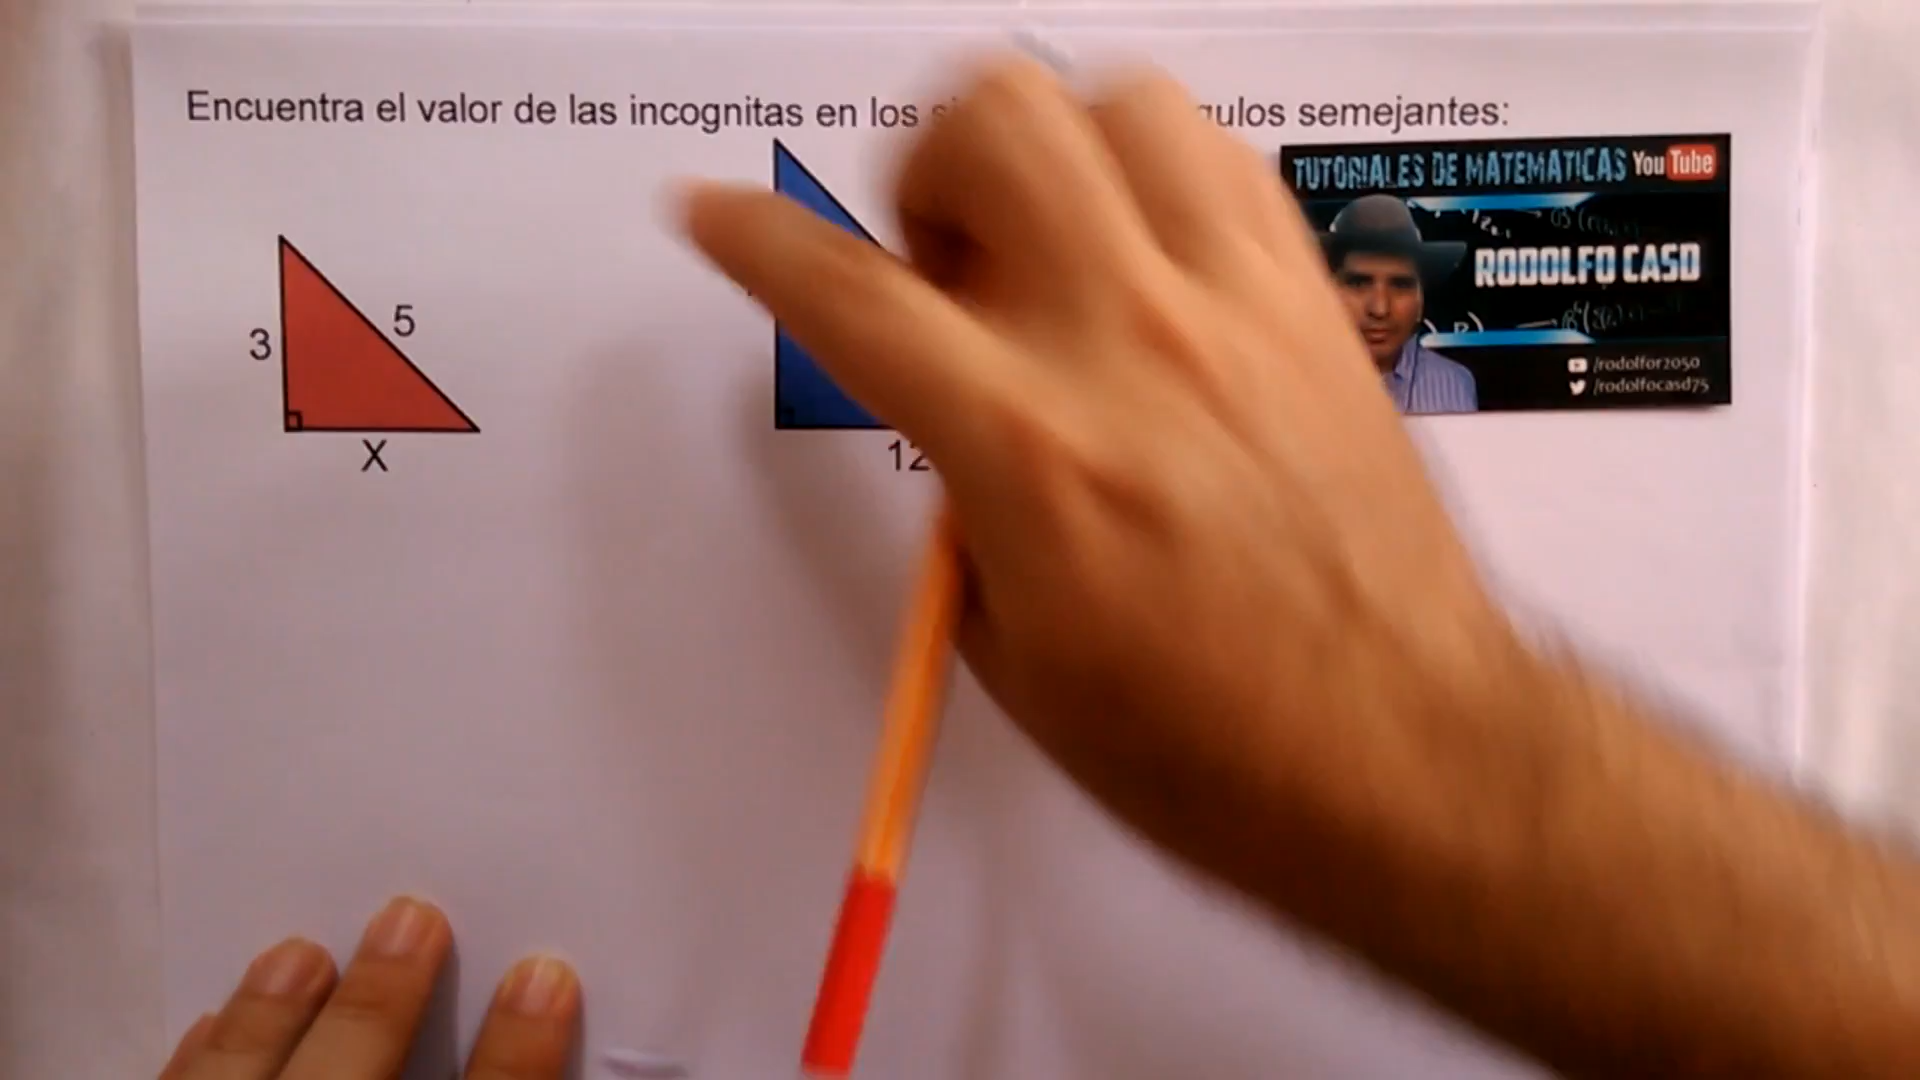 Encuentra el valor de las incognitas en los semejantes:
TUTORIALES DE MATEMATICAS YouTube
RODOLFO CASD
/rodolfor2050
/rodolfocasd75
5
3
X
12